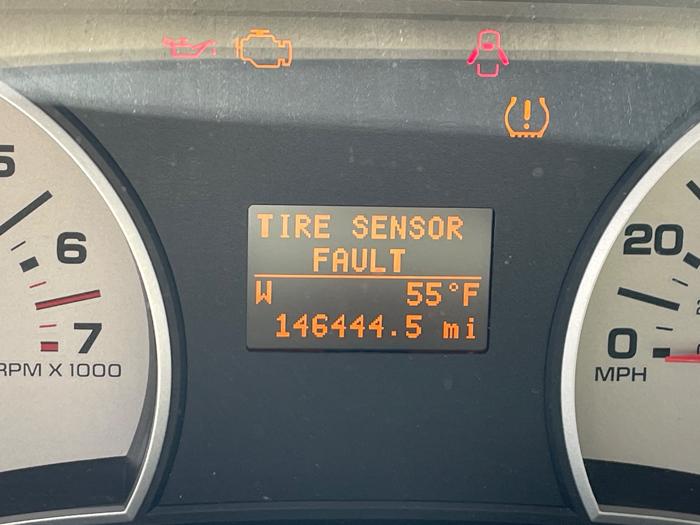 5
6
7
RPM X 1000
TIRE SENSOR
FAULT
W 55°F
146444.5 mi
20
0
MPH